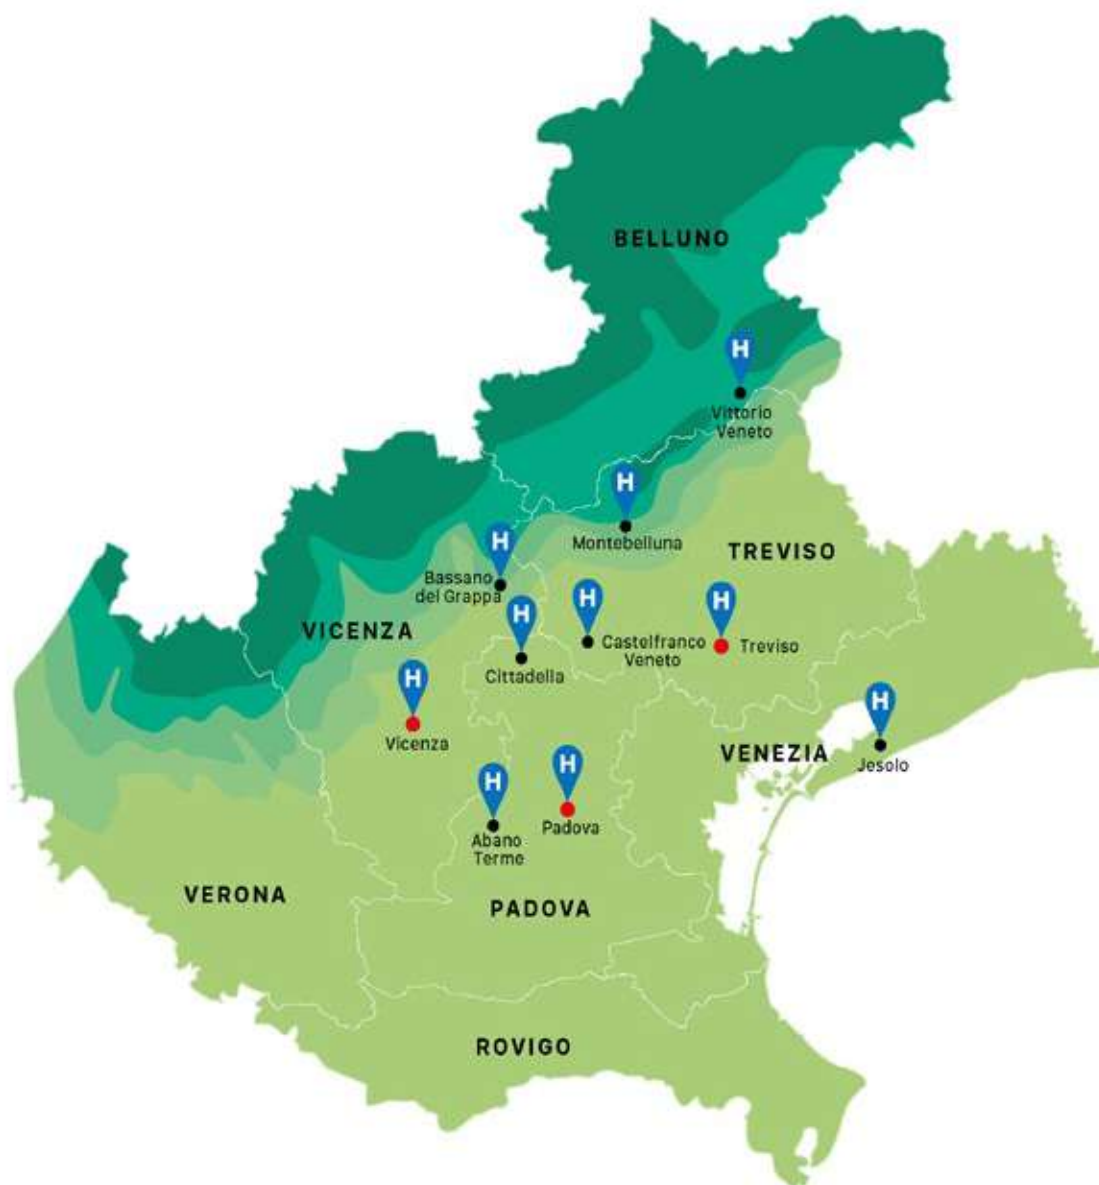 BELLUNO
H
Vittorio
Veneto
H
Montebelluna
TREVISO
H
Bassano
del Grappa
VICENZA
H
Cittadella
H
Castelfranco
Veneto
H
Treviso
H
Vicenza
VENEZIA
H
Jesolo
H
Abano
Terme
H
Padova
VERONA
PADOVA
ROVIGO